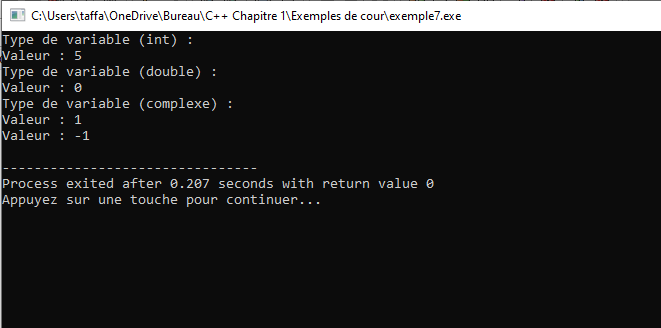 C:\Users\taffa\OneDrive\Bureau\C++ Chapitre 1\Exemples de cour\exemple7.exe
Type de variable (int) :
Valeur : 5
Type de variable (double) :
Valeur : 0
Type de variable (complexe) :
Valeur : 1
Valeur : -1
--------------------------------
Process exited after 0.207 seconds with return value 0
Appuyez sur une touche pour continuer...